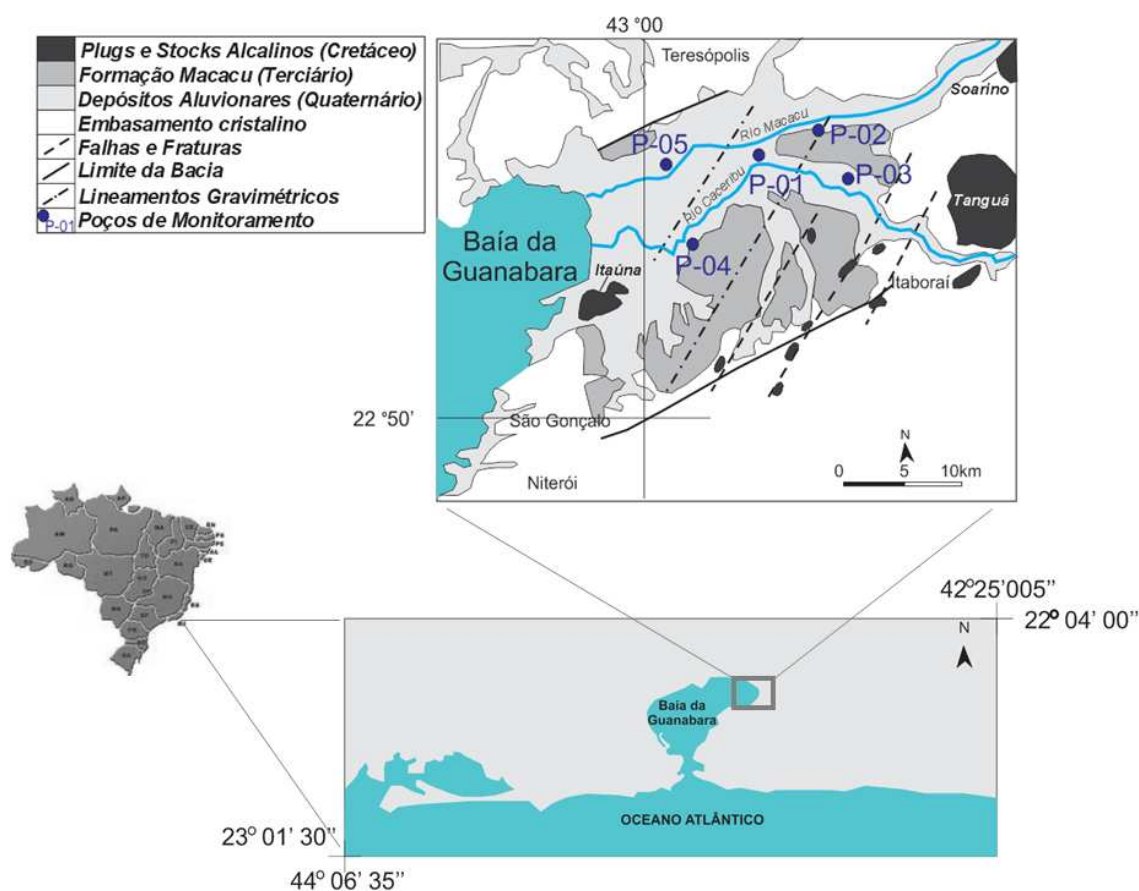 Plugs e Stocks Alcalinos (Cretáceo)
Formação Macacu (Terciário)
Depósitos Aluvionares (Quaternário)
Embasamento cristalino
Falhas e Fraturas
Limite da Bacia
Lineamentos Gravimétricos
P-01
Poços de Monitoramento
43 °00
Teresópolis
Soarino
Rio Macacu
P-02
P-05
P-01
P-03
Rio Caceribu
Tanguá
Baía da
Guanabara
P-04
Itaúna
Itaboraí
22 °50'
São Gonçalo
Niterói
N
0 5 10km
42°25'005''
22° 04' 00''
N
Baía da
Guanabara
OCEANO ATLÂNTICO
23° 01' 30''
44° 06' 35''